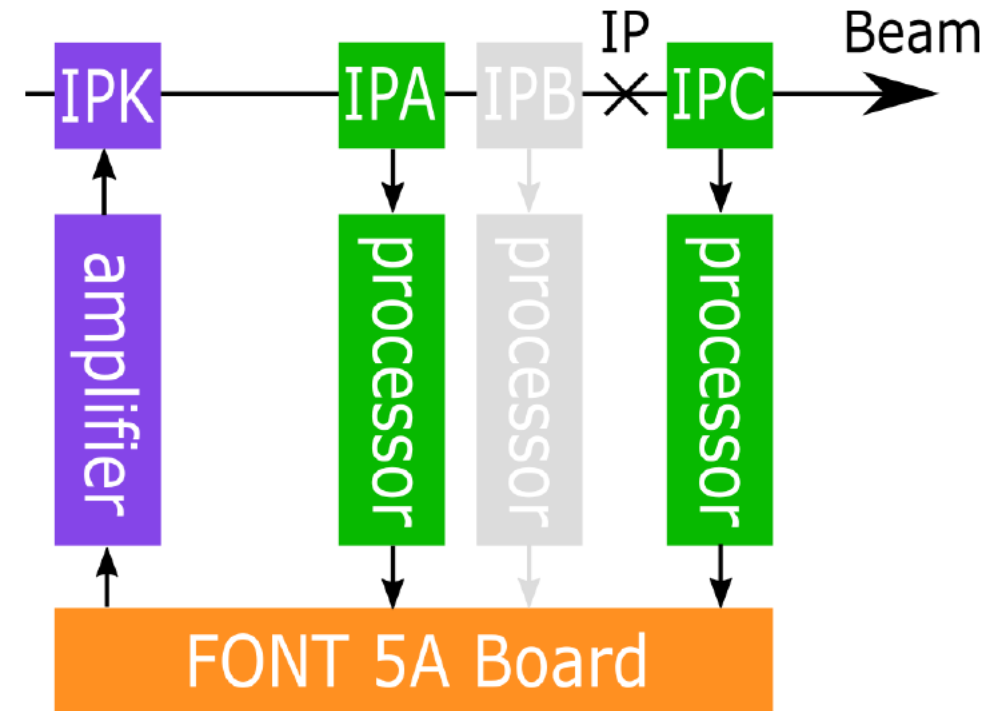 IP
Beam
IPK
IPA
IPB
IPC
amplifier
processor
processor
processor
FONT 5A Board